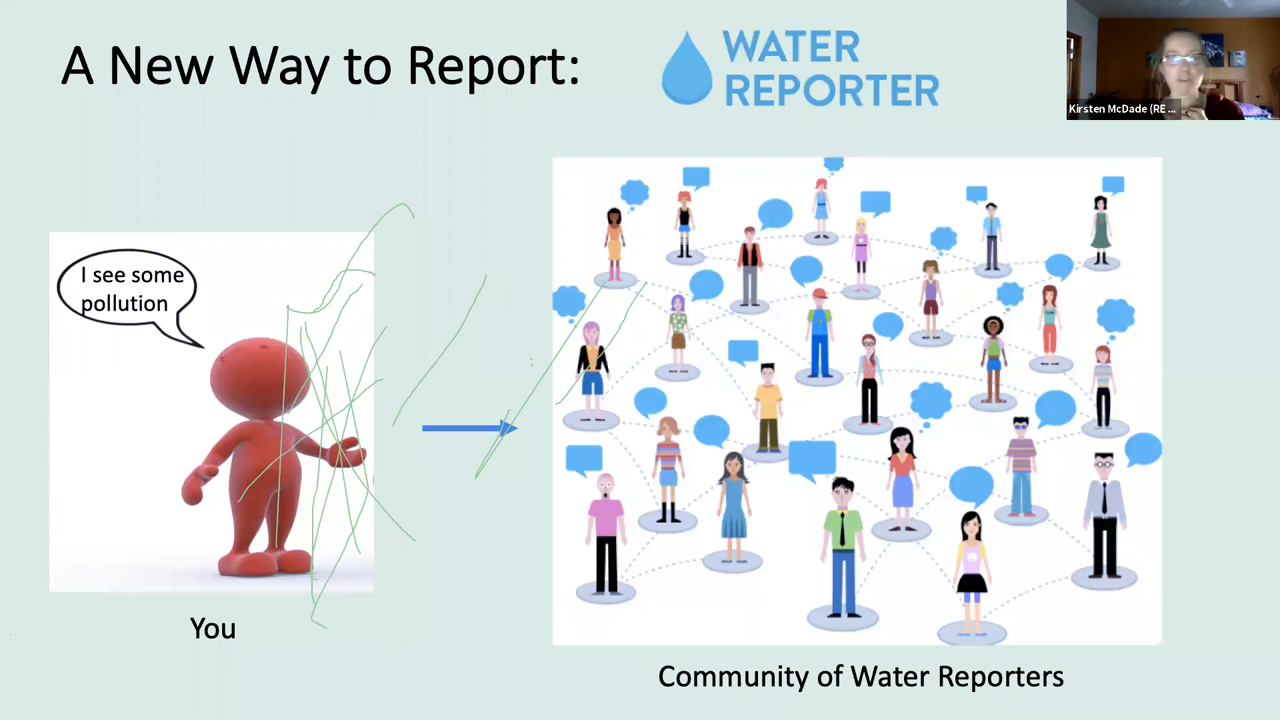 A New Way to Report:
WATER
REPORTER
Kirsten McDade (RE ...
I see some
pollution
You
Community of Water Reporters